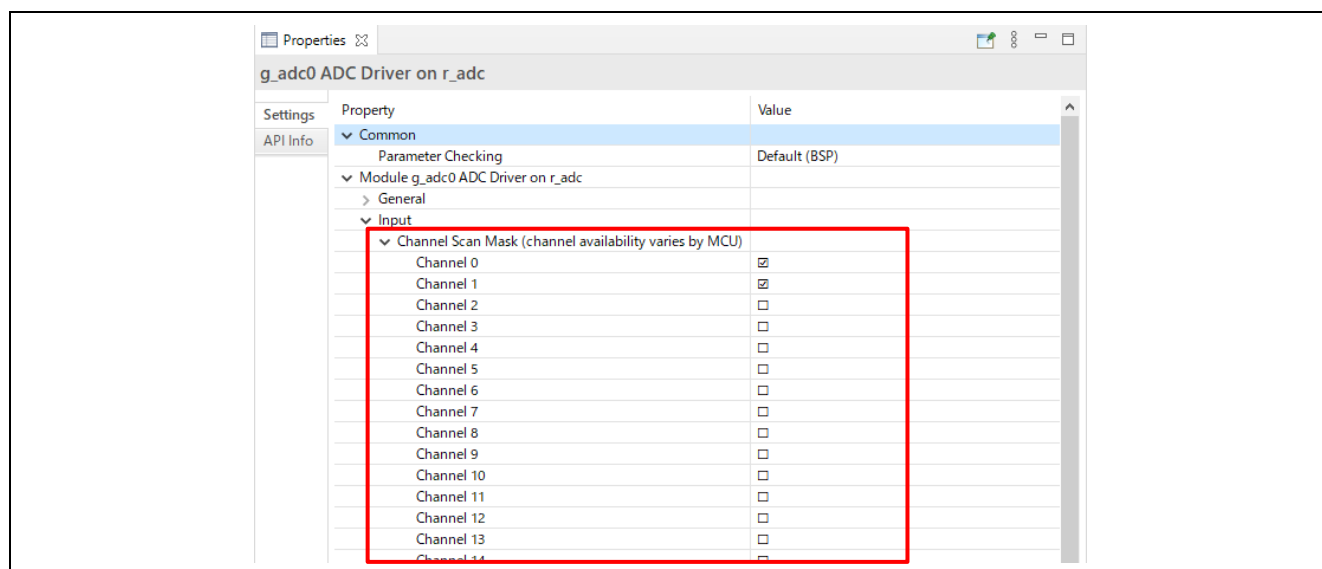 Properties
g_adc0 ADC Driver on r_adc
Settings
API Info
Property Value
Common
Parameter Checking Default (BSP)
Module g_adc0 ADC Driver on r_adc
General
Input
Channel Scan Mask (channel availability varies by MCU)
Channel 0
Channel 1
Channel 2
Channel 3
Channel 4
Channel 5
Channel 6
Channel 7
Channel 8
Channel 9
Channel 10
Channel 11
Channel 12
Channel 13
Channel 14